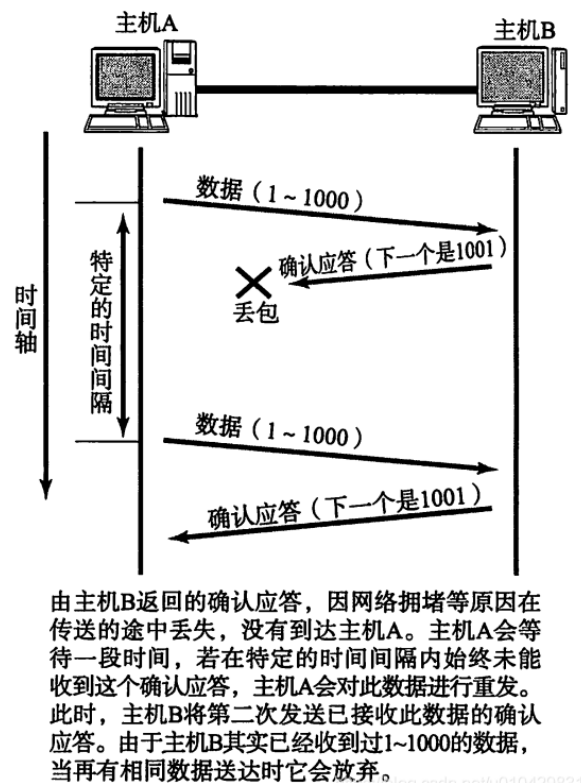 主机A
主机B
数据（1～1000）
确认应答（下一个是1001）
丢包
特定的时间间隔
时间轴
数据（1～1000）
确认应答（下一个是1001）
由主机B返回的确认应答，因网络拥堵等原因在
传送的途中丢失，没有到达主机A。主机A会等
待一段时间，若在特定的时间间隔内始终未能
收到这个确认应答，主机A会对此数据进行重发。
此时，主机B将第二次发送已接收此数据的确认
应答。由于主机B其实已经收到过1~1000的数据，
当再有相同数据送达时它会放弃。